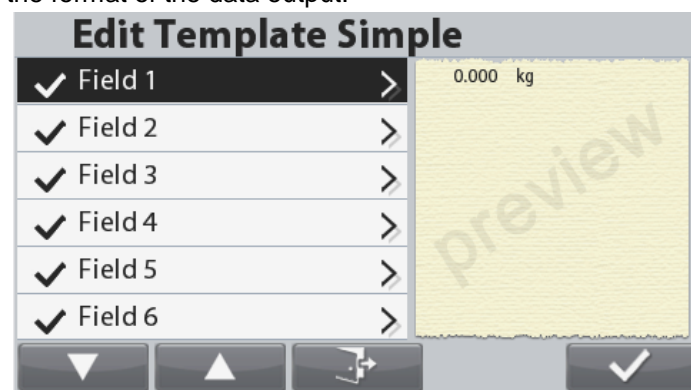 the format of the data output.
Edit Template Simple
Field 1
Field 2
Field 3
Field 4
Field 5
Field 6
0.000 kg
preview